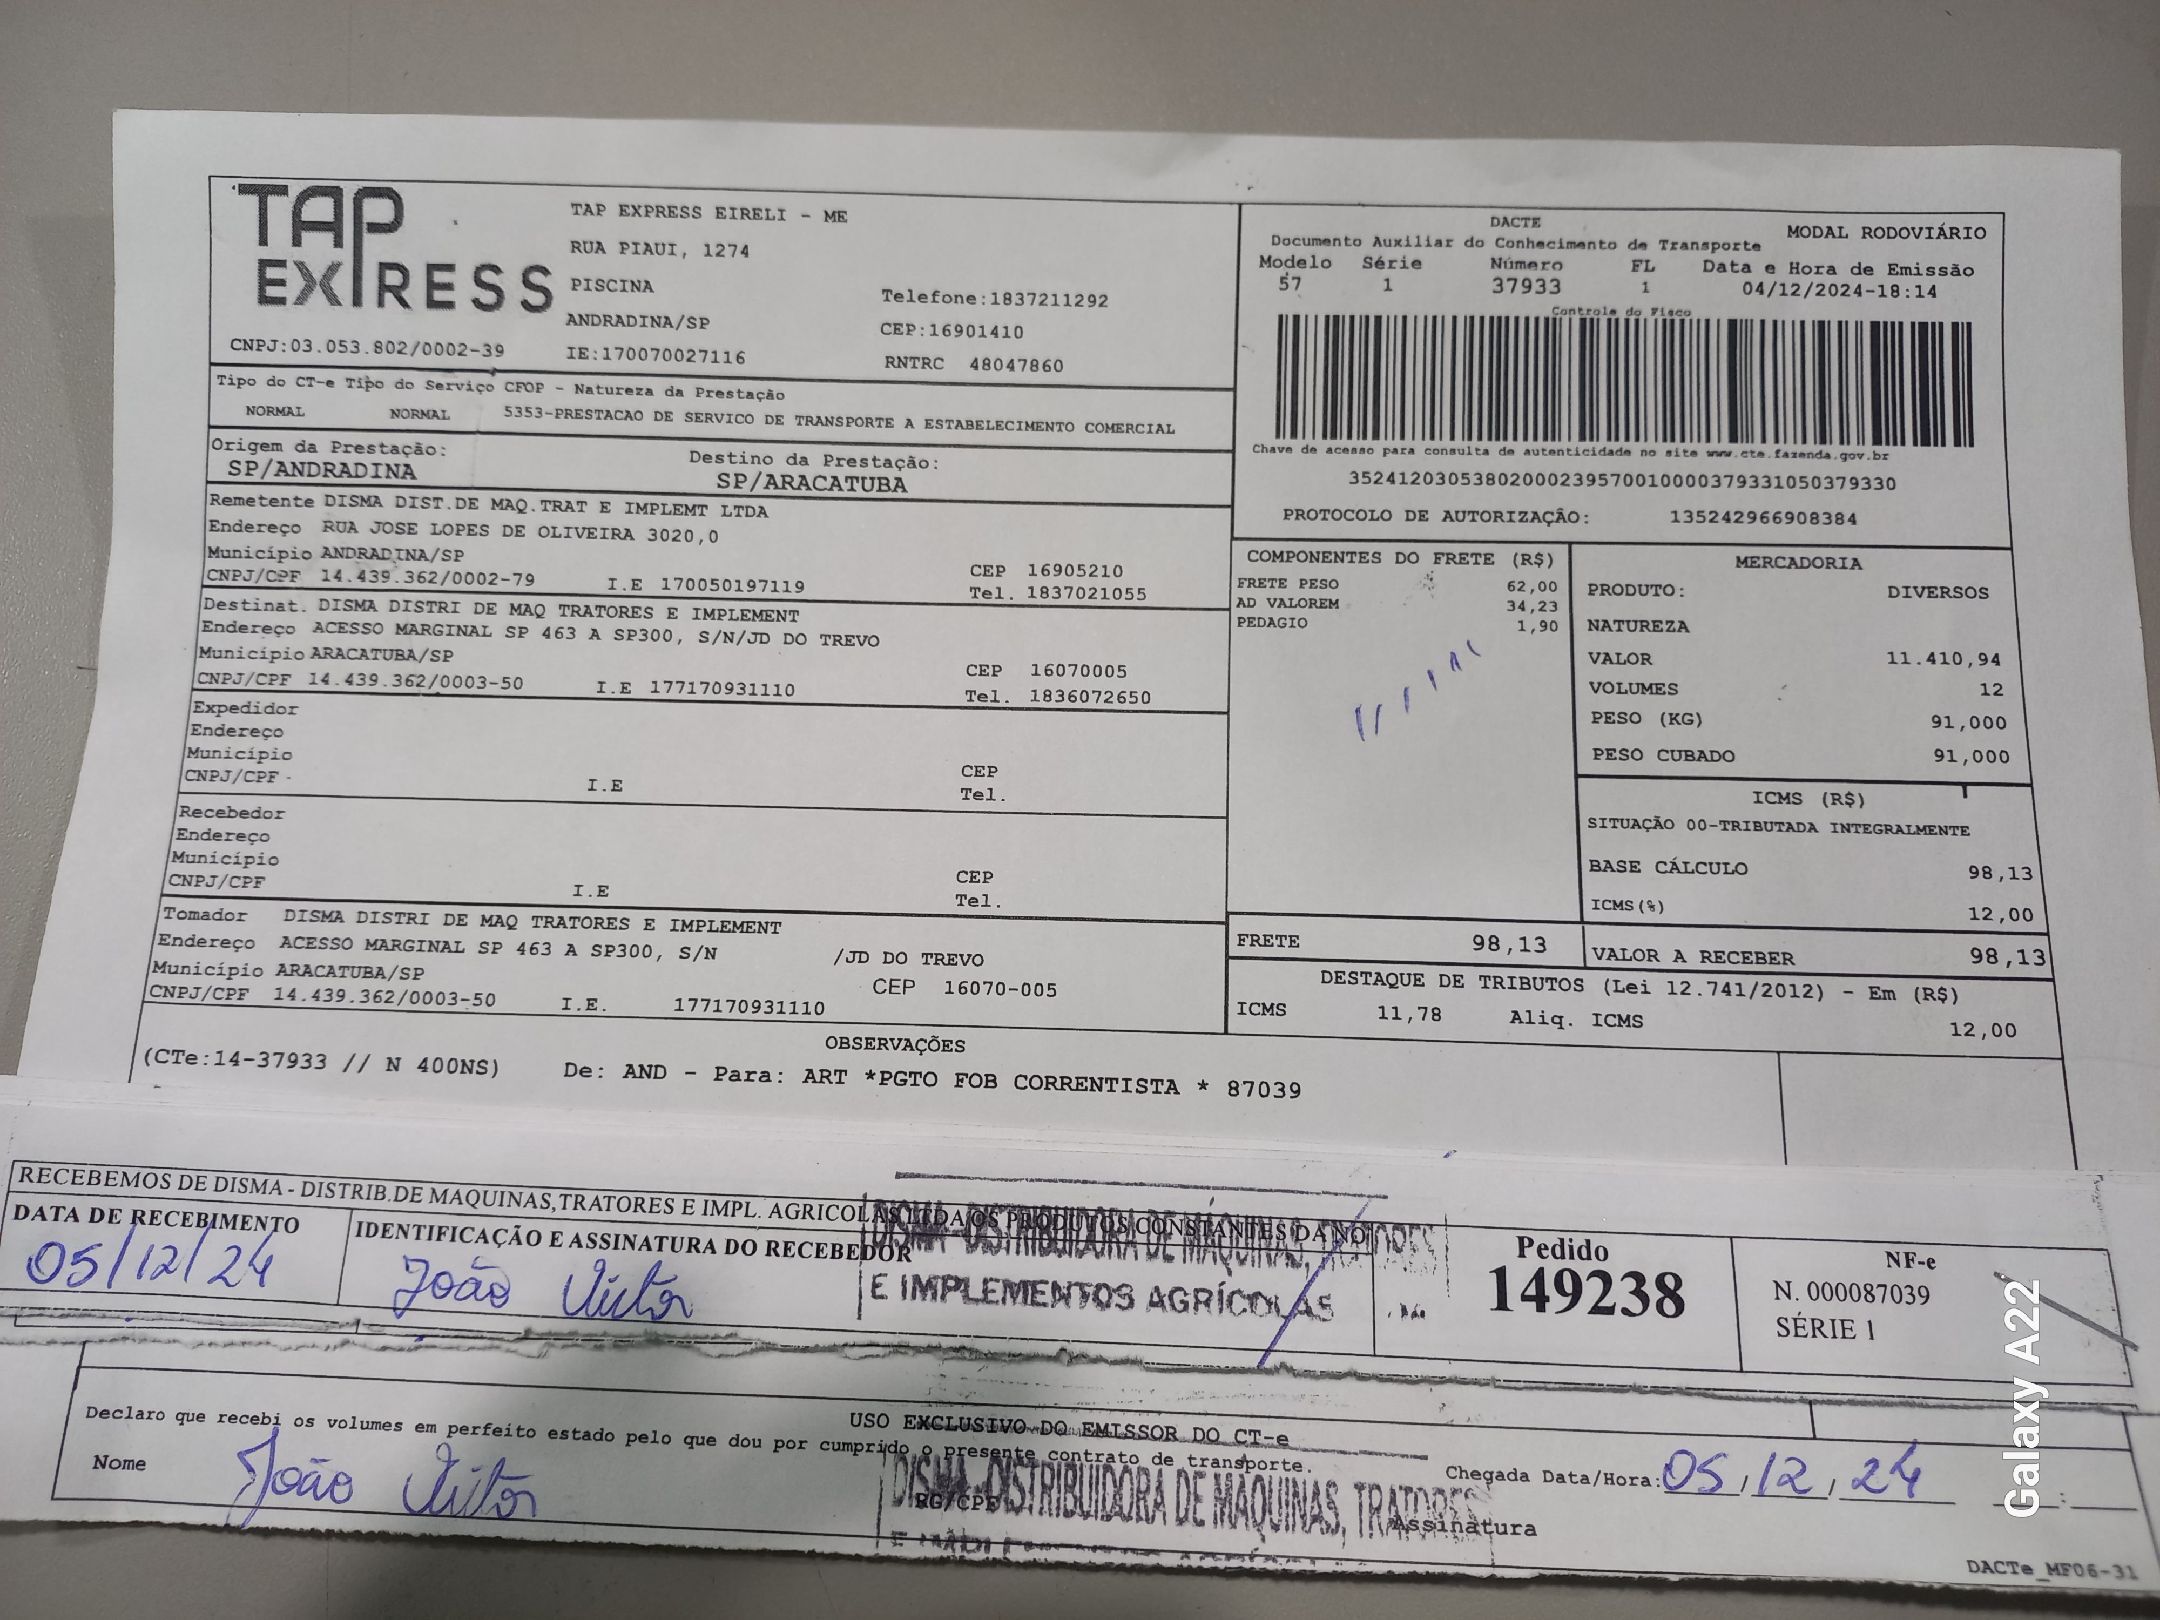 TAP
EXPRESS
TAP EXPRESS EIRELI - ME
RUA PIAUI, 1274
PISCINA
ANDRADINA/SP
Telefone:1837211292
CEP:16901410
CNPJ:03.053.802/0002-39
IE:170070027116
RNTRC 48047860
DACTE
MODAL RODOVIÁRIO
Documento Auxiliar do Conhecimento de Transporte
Modelo Série Número FL Data e Hora de Emissão
57 1 37933 1 04/12/2024-18:14
Controle do Fisco
Chave de acesso para consulta de autenticidade no site www.cte.fazenda.gov.br
35241203053802000239570010000379331050379330
PROTOCOLO DE AUTORIZAÇÃO: 135242966908384
Tipo do CT-e Tipo do Serviço CFOP - Natureza da Prestação
NORMAL NORMAL 5353-PRESTACAO DE SERVICO DE TRANSPORTE A ESTABELECIMENTO COMERCIAL
Origem da Prestação: Destino da Prestação:
SP/ANDRADINA SP/ARACATUBA
Remetente DISMA DIST.DE MAQ.TRAT E IMPLEMT LTDA
Endereço RUA JOSE LOPES DE OLIVEIRA 3020,0
Município ANDRADINA/SP CEP 16905210
CNPJ/CPF 14.439.362/0002-79 I.E 170050197119 Tel. 1837021055
Destinat. DISMA DISTRI DE MAQ TRATORES E IMPLEMENT
Endereço ACESSO MARGINAL SP 463 A SP300, S/N/JD DO TREVO
Município ARACATUBA/SP CEP 16070005
CNPJ/CPF 14.439.362/0003-50 I.E 177170931110 Tel. 1836072650
Expedidor
Endereço
Município CEP
CNPJ/CPF I.E Tel.
Recebedor
Endereço
Município CEP
CNPJ/CPF I.E Tel.
Tomador DISMA DISTRI DE MAQ TRATORES E IMPLEMENT
Endereço ACESSO MARGINAL SP 463 A SP300, S/N /JD DO TREVO
Município ARACATUBA/SP CEP 16070-005
CNPJ/CPF 14.439.362/0003-50 I.E. 177170931110
COMPONENTES DO FRETE (R$)
FRETE PESO 62,00
AD VALOREM 34,23
PEDAGIO 1,90
MERCADORIA
PRODUTO: DIVERSOS
NATUREZA
VALOR 11.410,94
VOLUMES 12
PESO (KG) 91,000
PESO CUBADO 91,000
ICMS (R$)
SITUAÇÃO 00-TRIBUTADA INTEGRALMENTE
BASE CÁLCULO 98,13
ICMS(%) 12,00
FRETE 98,13 VALOR A RECEBER 98,13
DESTAQUE DE TRIBUTOS (Lei 12.741/2012) - Em (R$)
ICMS 11,78 Aliq. ICMS 12,00
OBSERVAÇÕES
(CTe:14-37933 // N 400NS) De: AND - Para: ART *PGTO FOB CORRENTISTA * 87039
RECEBEMOS DE DISMA - DISTRIB.DE MAQUINAS,TRATORES E IMPL. AGRICOLAS LTDA OS PRODUTOS CONSTANTES DA NO
DATA DE RECEBIMENTO IDENTIFICAÇÃO E ASSINATURA DO RECEBEDOR
05/12/24 João Victor
DISMA - DISTRIBUIDORA DE MÁQUINAS, TRATORES
E IMPLEMENTOS AGRÍCOLAS
Pedido
149238
NF-e
N. 000087039
SÉRIE 1
USO EXCLUSIVO DO EMISSOR DO CT-e
Declaro que recebi os volumes em perfeito estado pelo que dou por cumprido o presente contrato de transporte.
Nome João Victor RG/CPF
Chegada Data/Hora: 05/12/24 :
DISMA - DISTRIBUIDORA DE MÁQUINAS, TRATORES
Assinatura
DACTe_MF06-31
Galaxy A22